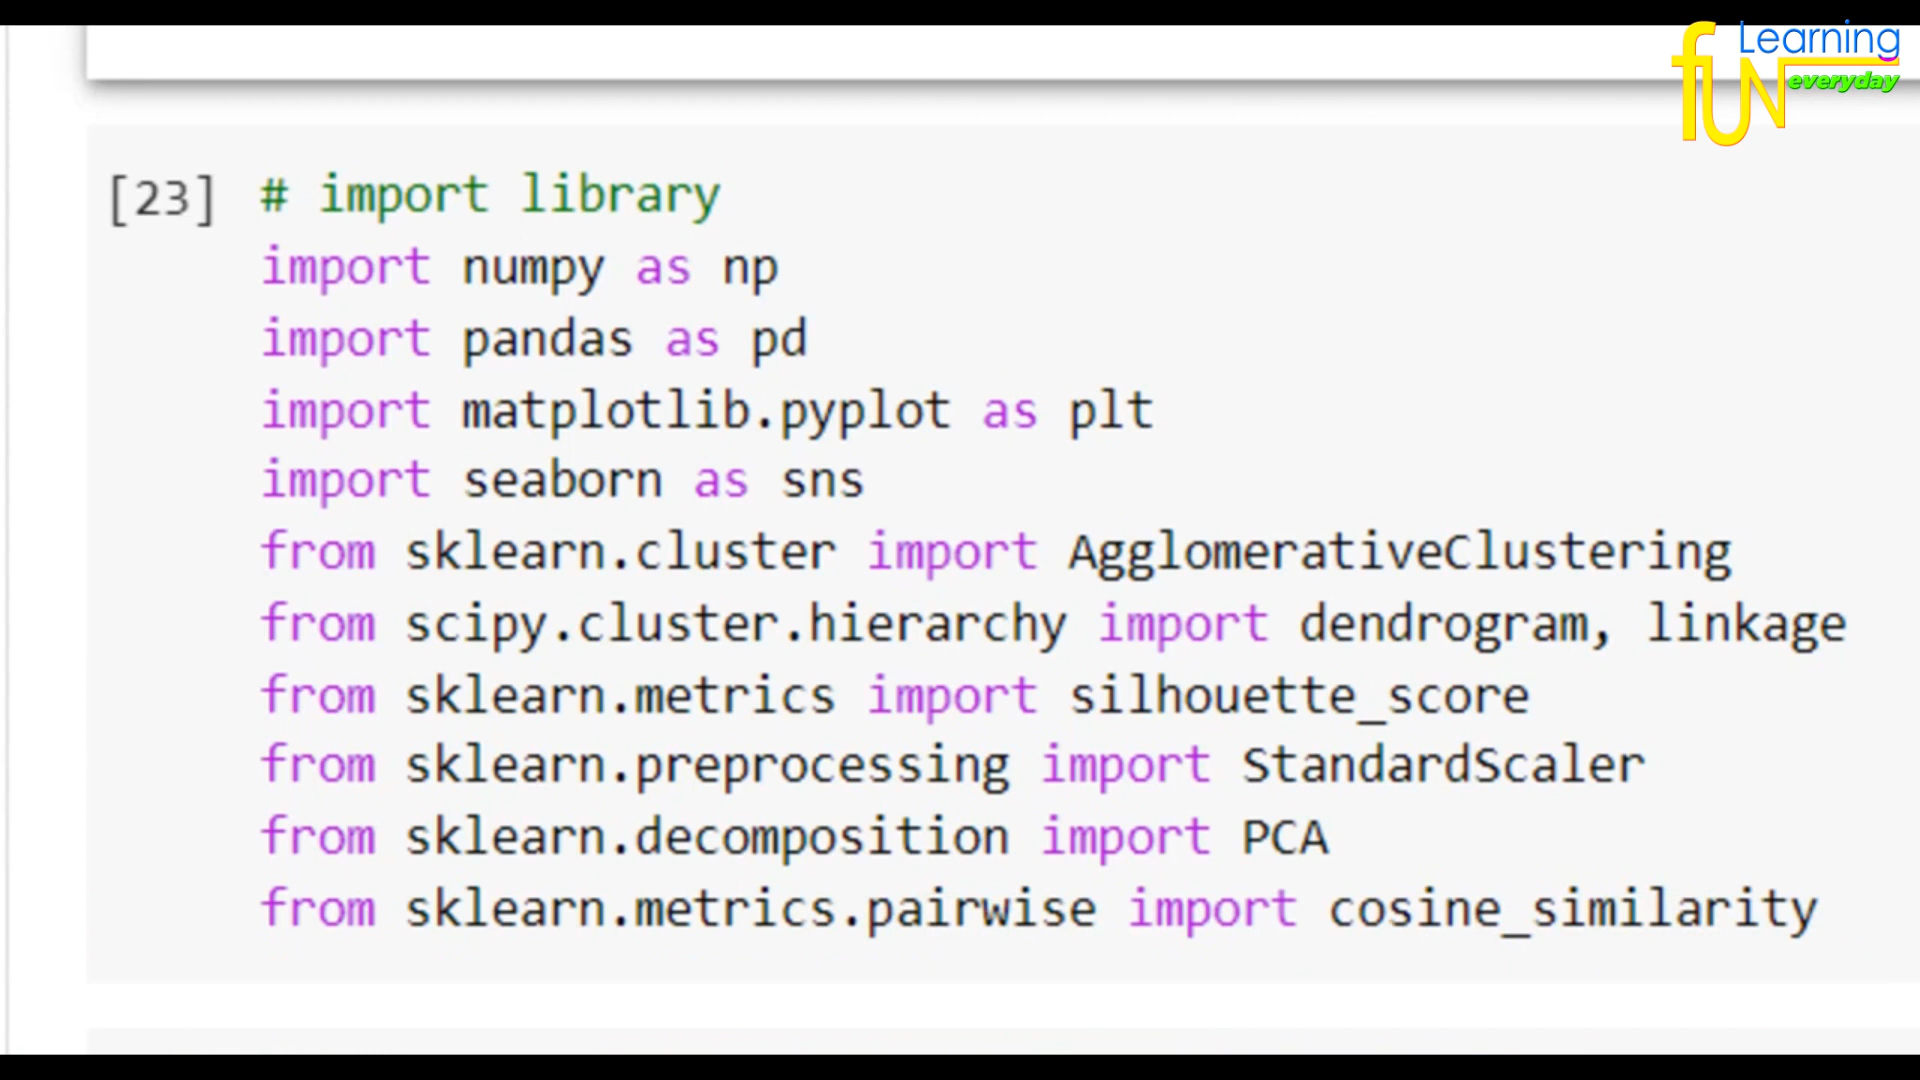 Learning
fUN everyday
[23] # import library
import numpy as np
import pandas as pd
import matplotlib.pyplot as plt
import seaborn as sns
from sklearn.cluster import AgglomerativeClustering
from scipy.cluster.hierarchy import dendrogram, linkage
from sklearn.metrics import silhouette_score
from sklearn.preprocessing import StandardScaler
from sklearn.decomposition import PCA
from sklearn.metrics.pairwise import cosine_similarity